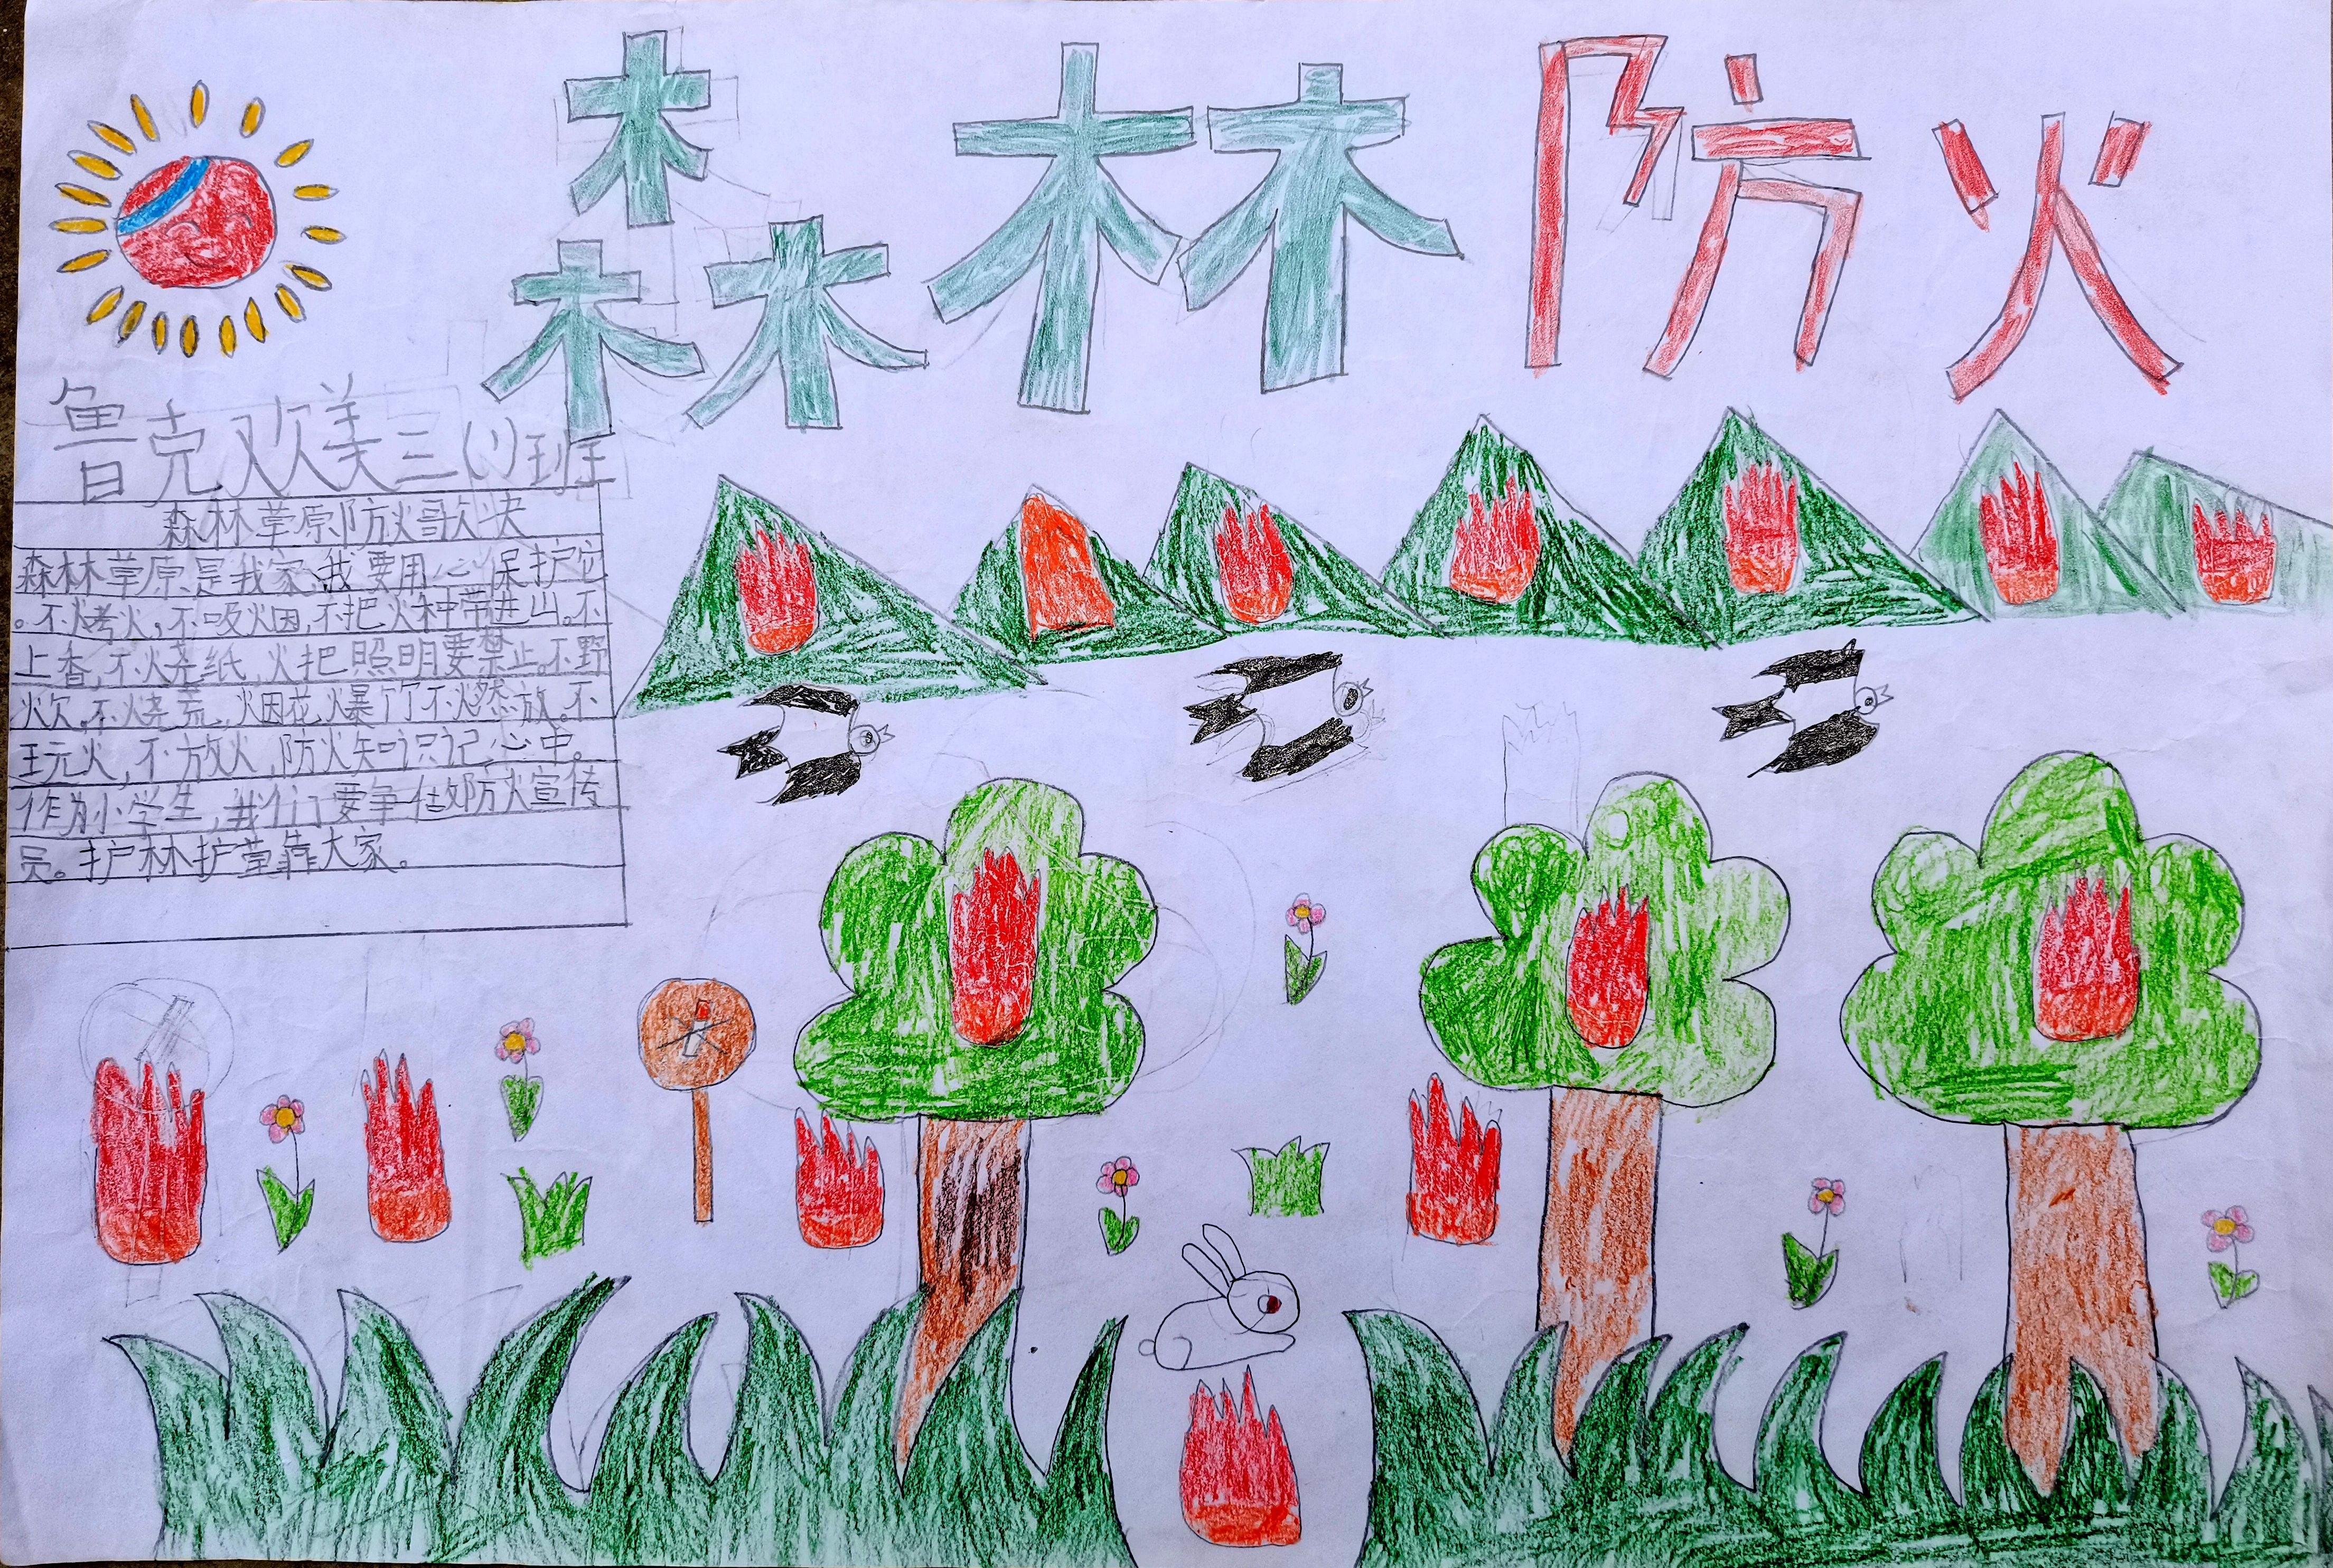 森林防火
鲁克欢美三(1)班
森林草原防火歌诀
森林草原是我家,我要用心保护它
。不烤火,不吸烟,不把火种带进山。不
上香,不烧纸,火把照明要禁止。不野
炊,不烧荒,烟花爆竹不燃放。不
玩火,不放火,防火知识记心中。
作为小学生,我们要争做防火宣传
员。护林护草靠大家。